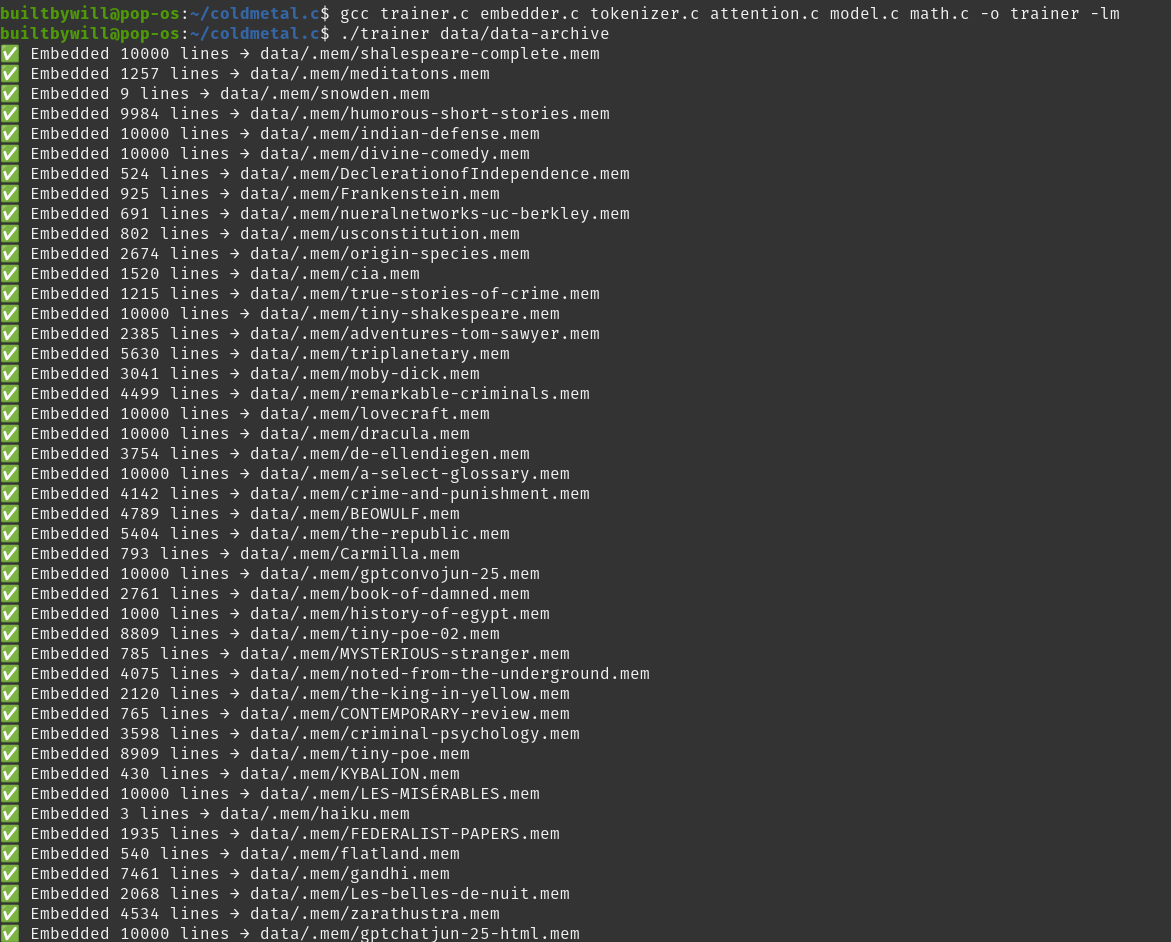 builtbywill@pop-os:~/coldmetal.c$ gcc trainer.c embedder.c tokenizer.c attention.c model.c math.c -o trainer -lm
builtbywill@pop-os:~/coldmetal.c$ ./trainer data/data-archive
✅ Embedded 10000 lines → data/.mem/shalespeare-complete.mem
✅ Embedded 1257 lines → data/.mem/meditatons.mem
✅ Embedded 9 lines → data/.mem/snowden.mem
✅ Embedded 9984 lines → data/.mem/humorous-short-stories.mem
✅ Embedded 10000 lines → data/.mem/indian-defense.mem
✅ Embedded 10000 lines → data/.mem/divine-comedy.mem
✅ Embedded 524 lines → data/.mem/DeclerationofIndependence.mem
✅ Embedded 925 lines → data/.mem/Frankenstein.mem
✅ Embedded 691 lines → data/.mem/nueralnetworks-uc-berkley.mem
✅ Embedded 802 lines → data/.mem/usconstitution.mem
✅ Embedded 2674 lines → data/.mem/origin-species.mem
✅ Embedded 1520 lines → data/.mem/cia.mem
✅ Embedded 1215 lines → data/.mem/true-stories-of-crime.mem
✅ Embedded 10000 lines → data/.mem/tiny-shakespeare.mem
✅ Embedded 2385 lines → data/.mem/adventures-tom-sawyer.mem
✅ Embedded 5630 lines → data/.mem/triplanetary.mem
✅ Embedded 3041 lines → data/.mem/moby-dick.mem
✅ Embedded 4499 lines → data/.mem/remarkable-criminals.mem
✅ Embedded 10000 lines → data/.mem/lovecraft.mem
✅ Embedded 10000 lines → data/.mem/dracula.mem
✅ Embedded 3754 lines → data/.mem/de-ellendiegen.mem
✅ Embedded 10000 lines → data/.mem/a-select-glossary.mem
✅ Embedded 4142 lines → data/.mem/crime-and-punishment.mem
✅ Embedded 4789 lines → data/.mem/BEOWULF.mem
✅ Embedded 5404 lines → data/.mem/the-republic.mem
✅ Embedded 793 lines → data/.mem/Carmilla.mem
✅ Embedded 10000 lines → data/.mem/gptconvojun-25.mem
✅ Embedded 2761 lines → data/.mem/book-of-damned.mem
✅ Embedded 1000 lines → data/.mem/history-of-egypt.mem
✅ Embedded 8809 lines → data/.mem/tiny-poe-02.mem
✅ Embedded 785 lines → data/.mem/MYSTERIOUS-stranger.mem
✅ Embedded 4075 lines → data/.mem/noted-from-the-underground.mem
✅ Embedded 2120 lines → data/.mem/the-king-in-yellow.mem
✅ Embedded 765 lines → data/.mem/CONTEMPORARY-review.mem
✅ Embedded 3598 lines → data/.mem/criminal-psychology.mem
✅ Embedded 8909 lines → data/.mem/tiny-poe.mem
✅ Embedded 430 lines → data/.mem/KYBALION.mem
✅ Embedded 10000 lines → data/.mem/LES-MISÉRABLES.mem
✅ Embedded 3 lines → data/.mem/haiku.mem
✅ Embedded 1935 lines → data/.mem/FEDERALIST-PAPERS.mem
✅ Embedded 540 lines → data/.mem/flatland.mem
✅ Embedded 7461 lines → data/.mem/gandhi.mem
✅ Embedded 2068 lines → data/.mem/Les-belles-de-nuit.mem
✅ Embedded 4534 lines → data/.mem/zarathustra.mem
✅ Embedded 10000 lines → data/.mem/gptchatjun-25-html.mem